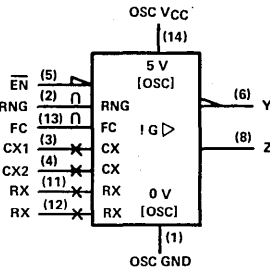 OSC VCC
(14)
5 V
[OSC]
EN (5)
RNG (2) ∩ RNG
FC (13) ∩ FC
CX1 (3) CX
CX2 (4) CX
RX (11) RX
RX (12) RX
! G ▷
(6) Y
(8) Z
0 V
[OSC]
(1)
OSC GND